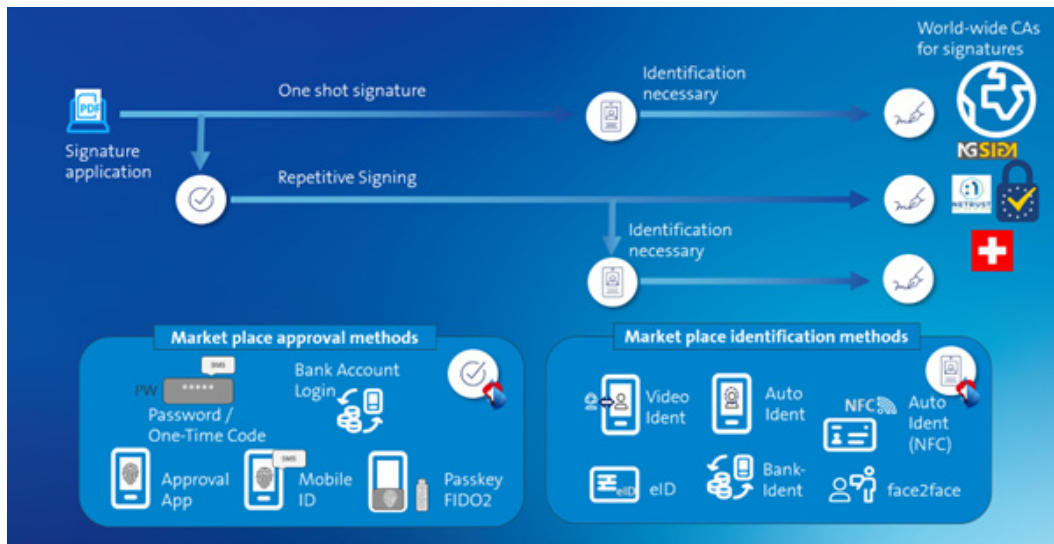 World-wide CAs
for signatures
One shot signature
Identification
necessary
PDF
Signature
application
NGSIGN
Repetitive Signing
NETRUST
Identification
necessary
Market place approval methods
SMS
PW *****
Password /
One-Time Code
Bank Account
Login
Approval
App
SMS
Mobile
ID
Passkey
FIDO2
Market place identification methods
Video
Ident
Auto
Ident
NFC
Auto
Ident
(NFC)
eID
eID
Bank-
Ident
face2face